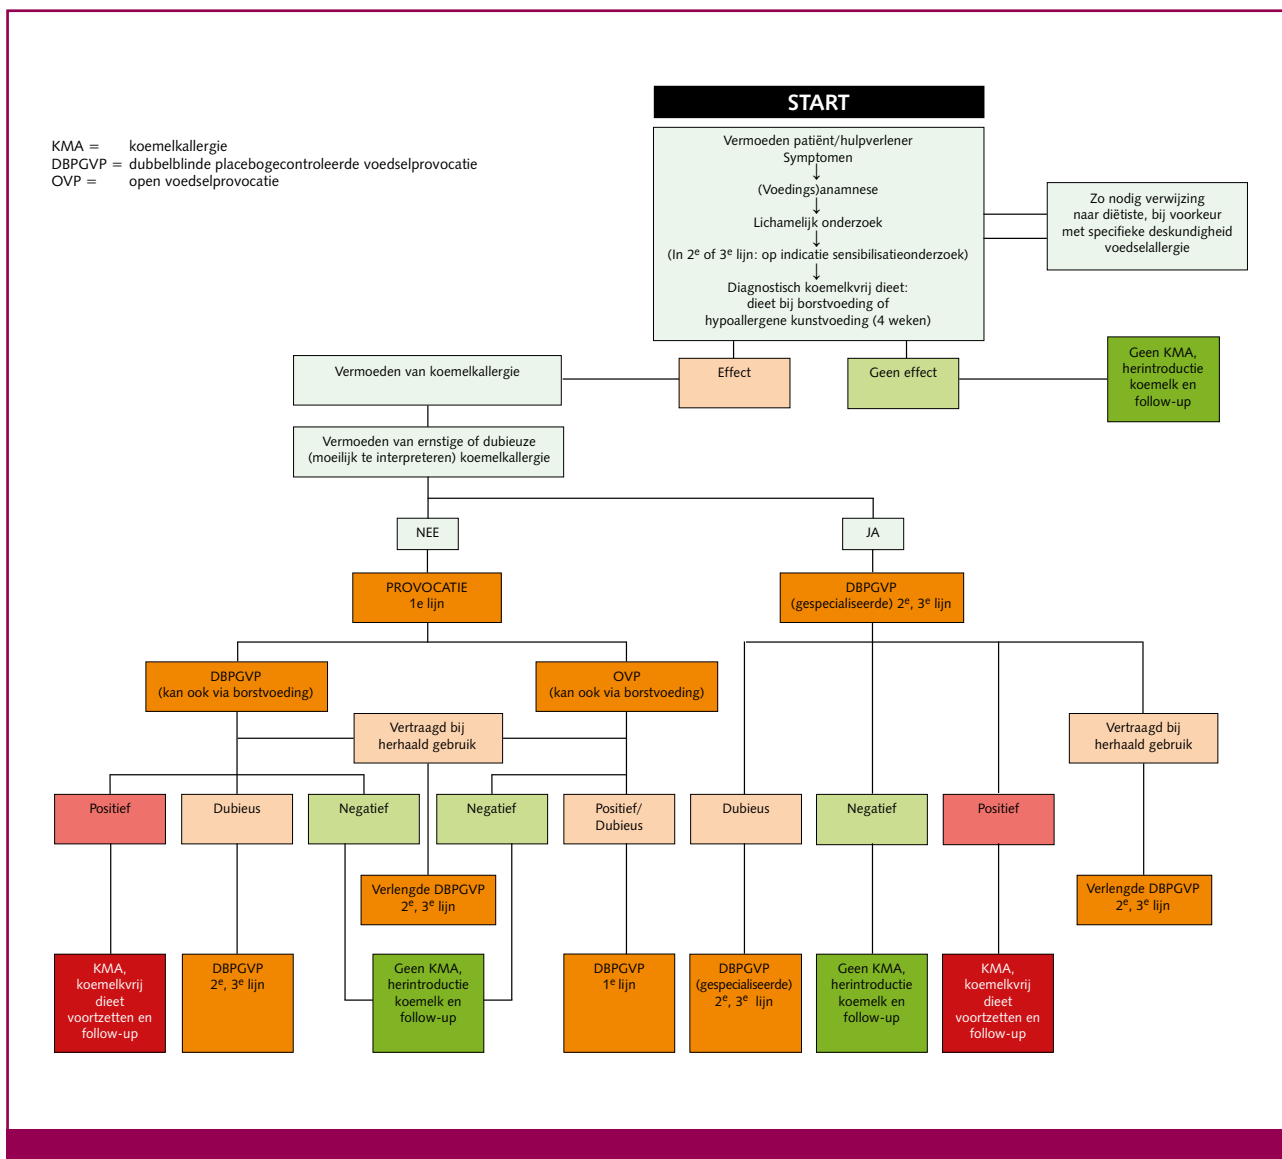 START
KMA = koemelkallergie
DBPGVP = dubbelblinde placebogecontroleerde voedselprovocatie
OVP = open voedselprovocatie
Vermoeden patiënt/hulpverlener
Symptomen
↓
(Voedings)anamnese
↓
Lichamelijk onderzoek
↓
(In 2e of 3e lijn: op indicatie sensibilisatieonderzoek)
↓
Diagnostisch koemelkvrij dieet:
dieet bij borstvoeding of
hypoallergene kunstvoeding (4 weken)
Zo nodig verwijzing
naar diëtiste, bij voorkeur
met specifieke deskundigheid
voedselallergie
Vermoeden van koemelkallergie
Effect
Geen effect
Geen KMA,
herintroductie
koemelk en
follow-up
Vermoeden van ernstige of dubieuze
(moeilijk te interpreteren) koemelkallergie
NEE
JA
PROVOCATIE
1e lijn
DBPGVP
(gespecialiseerde) 2e, 3e lijn
DBPGVP
(kan ook via borstvoeding)
OVP
(kan ook via borstvoeding)
Vertraagd bij
herhaald gebruik
Vertraagd bij
herhaald gebruik
Positief
Dubieus
Negatief
Negatief
Positief/
Dubieus
Dubieus
Negatief
Positief
Verlengde DBPGVP
2e, 3e lijn
Verlengde DBPGVP
2e, 3e lijn
KMA,
koemelkvrij
dieet
voortzetten en
follow-up
DBPGVP
2e, 3e lijn
Geen KMA,
herintroductie
koemelk en
follow-up
DBPGVP
1e lijn
DBPGVP
(gespecialiseerde)
2e, 3e lijn
Geen KMA,
herintroductie
koemelk en
follow-up
KMA,
koemelkvrij
dieet
voortzetten en
follow-up